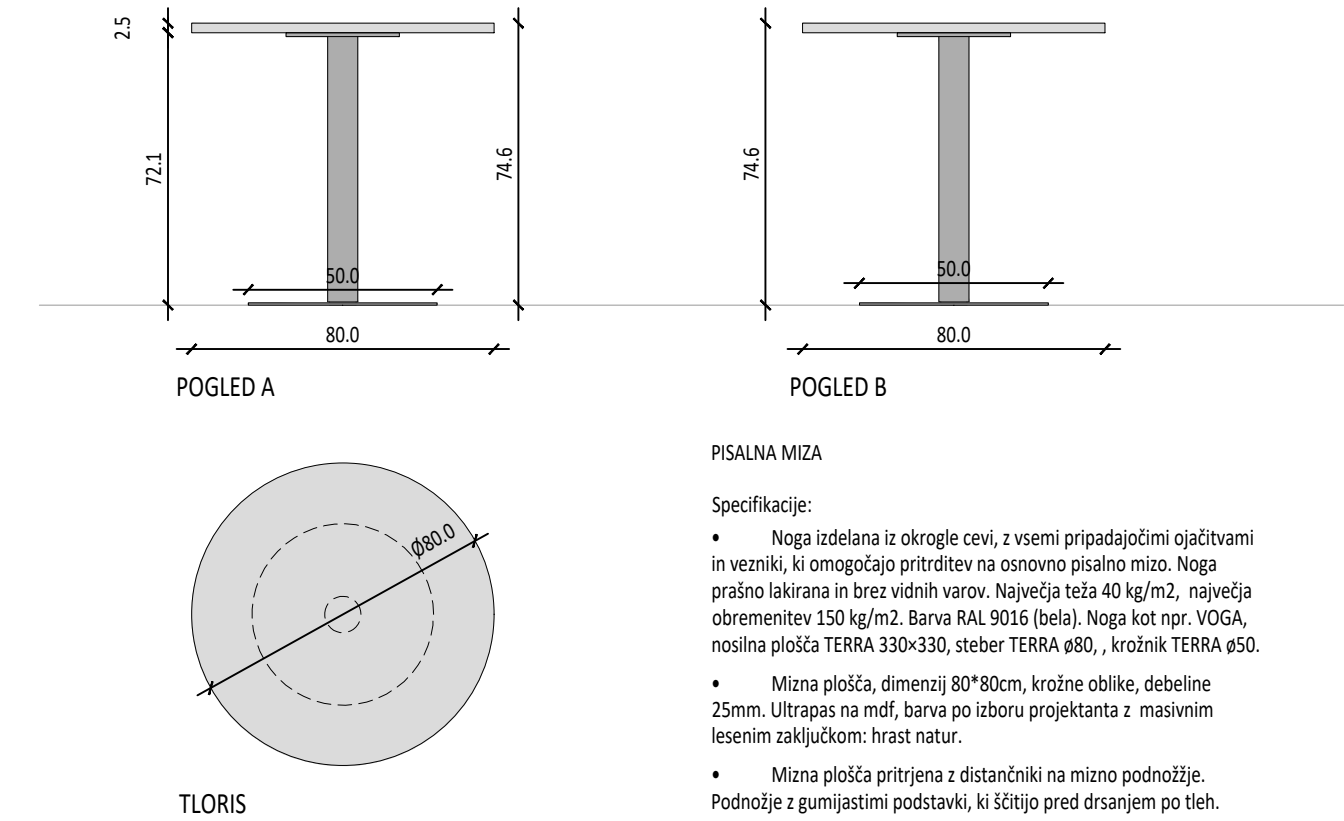 2.5
72.1
74.6
74.6
50.0
50.0
80.0
80.0
POGLED A
POGLED B
Ø80.0
TLORIS
PISALNA MIZA
Specifikacije:
• Noga izdelana iz okrogle cevi, z vsemi pripadajočimi ojačitvami
in vezniki, ki omogočajo pritrditev na osnovno pisalno mizo. Noga
prašno lakirana in brez vidnih varov. Največja teža 40 kg/m2, največja
obremenitev 150 kg/m2. Barva RAL 9016 (bela). Noga kot npr. VOGA,
nosilna plošča TERRA 330×330, steber TERRA ø80, , krožnik TERRA ø50.
• Mizna plošča, dimenzij 80*80cm, krožne oblike, debeline
25mm. Ultrapas na mdf, barva po izboru projektanta z masivnim
lesenim zaključkom: hrast natur.
• Mizna plošča pritrjena z distančniki na mizno podnožžje.
Podnožje z gumijastimi podstavki, ki ščitijo pred drsanjem po tleh.